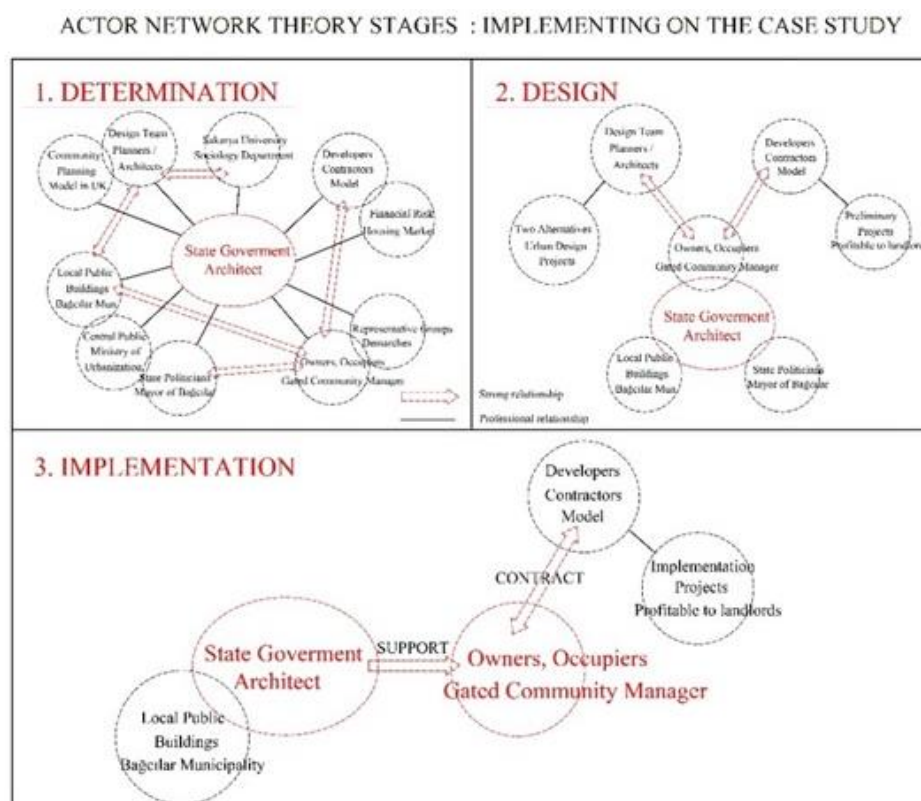 ACTOR NETWORK THEORY STAGES : IMPLEMENTING ON THE CASE STUDY
1. DETERMINATION
Community
Planning
Model in UK
Design Team
Planners /
Architects
Sakarya University
Sociology Department
Developers
Contractors
Model
Financial Risk
Housing Market
State Goverment
Architect
Local Public
Buildings
Bağcılar Mun.
Central Public
Ministry of
Urbanization
State Politicians
Mayor of Bağcılar
Owners, Occupiers
Gated Community Manager
Representative Groups
Demarches
2. DESIGN
Design Team
Planners /
Architects
Developers
Contractors
Model
Two Alternatives
Urban Design
Projects
Owners, Occupiers
Gated Community Manager
Preliminary
Projects
Profitable to landlords
State Goverment
Architect
Local Public
Buildings
Bağcılar Mun.
State Politicians
Mayor of Bağcılar
Strong relationship
Professional relationship
3. IMPLEMENTATION
Developers
Contractors
Model
CONTRACT
Implementation
Projects
Profitable to landlords
State Goverment
Architect
SUPPORT
Owners, Occupiers
Gated Community Manager
Local Public
Buildings
Bağcılar Municipality